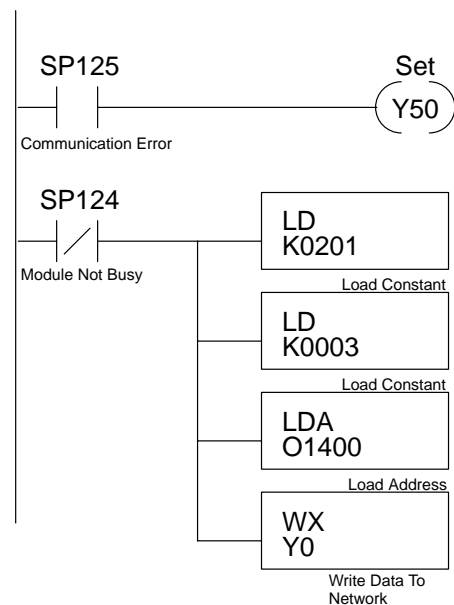 SP125
Set
Y50
Communication Error
SP124
Module Not Busy
LD
K0201
Load Constant
LD
K0003
Load Constant
LDA
O1400
Load Address
WX
Y0
Write Data To
Network